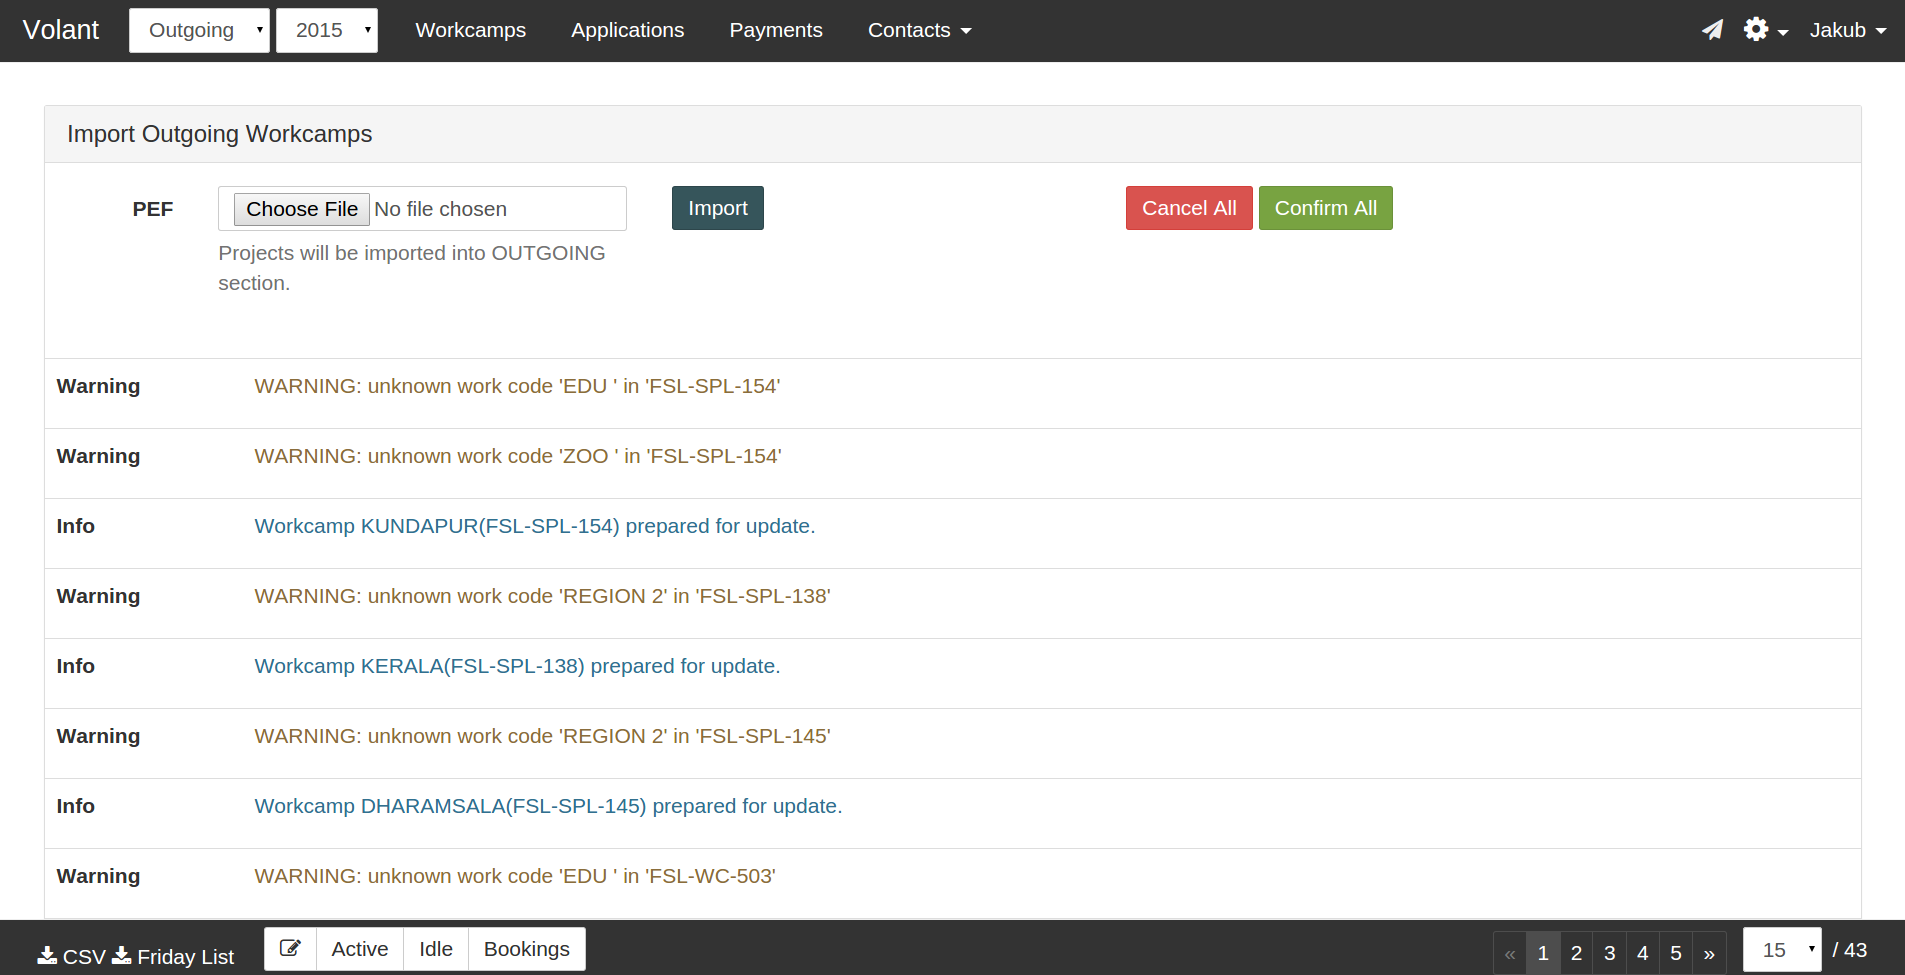 Volant Outgoing 2015 Workcamps Applications Payments Contacts Jakub
Import Outgoing Workcamps
PEF Choose File No file chosen Import Cancel All Confirm All
Projects will be imported into OUTGOING
section.
Warning WARNING: unknown work code 'EDU ' in 'FSL-SPL-154'
Warning WARNING: unknown work code 'ZOO ' in 'FSL-SPL-154'
Info Workcamp KUNDAPUR(FSL-SPL-154) prepared for update.
Warning WARNING: unknown work code 'REGION 2' in 'FSL-SPL-138'
Info Workcamp KERALA(FSL-SPL-138) prepared for update.
Warning WARNING: unknown work code 'REGION 2' in 'FSL-SPL-145'
Info Workcamp DHARAMSALA(FSL-SPL-145) prepared for update.
Warning WARNING: unknown work code 'EDU ' in 'FSL-WC-503'
CSV Friday List Active Idle Bookings « 1 2 3 4 5 » 15 / 43